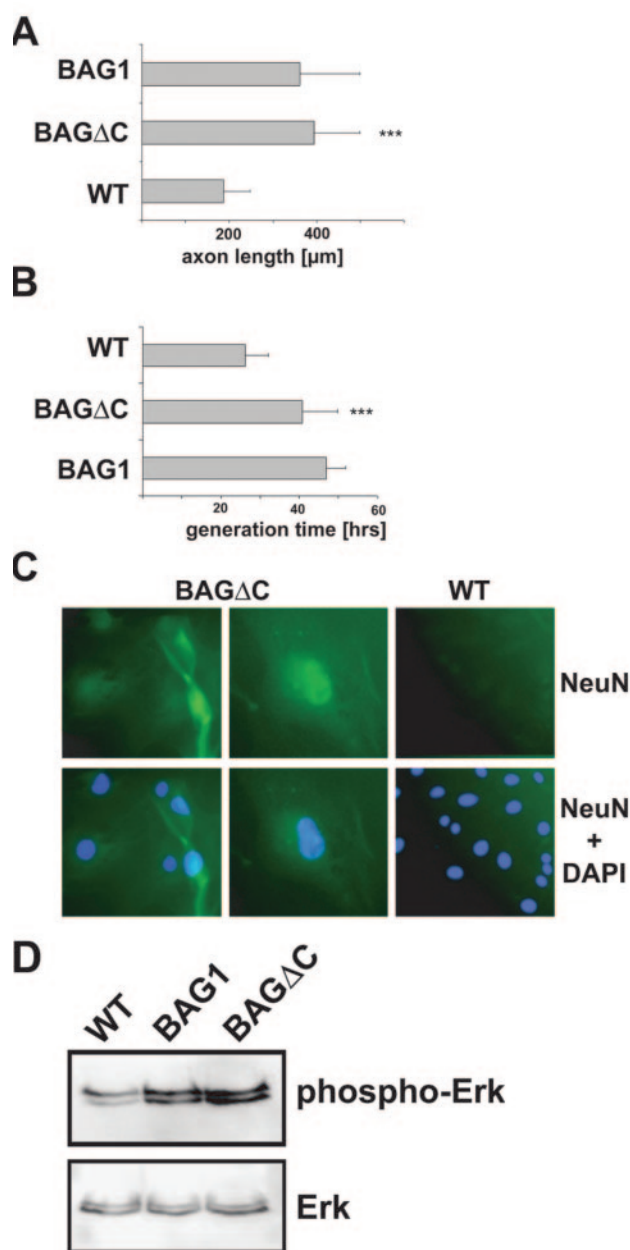 A
BAG1
BAGΔC
***
WT
200 400
axon length [µm]
B
WT
BAGΔC
***
BAG1
20 40 60
generation time [hrs]
C
BAGΔC WT
NeuN
NeuN
+
DAPI
D
WT BAG1 BAGΔC
phospho-Erk
Erk